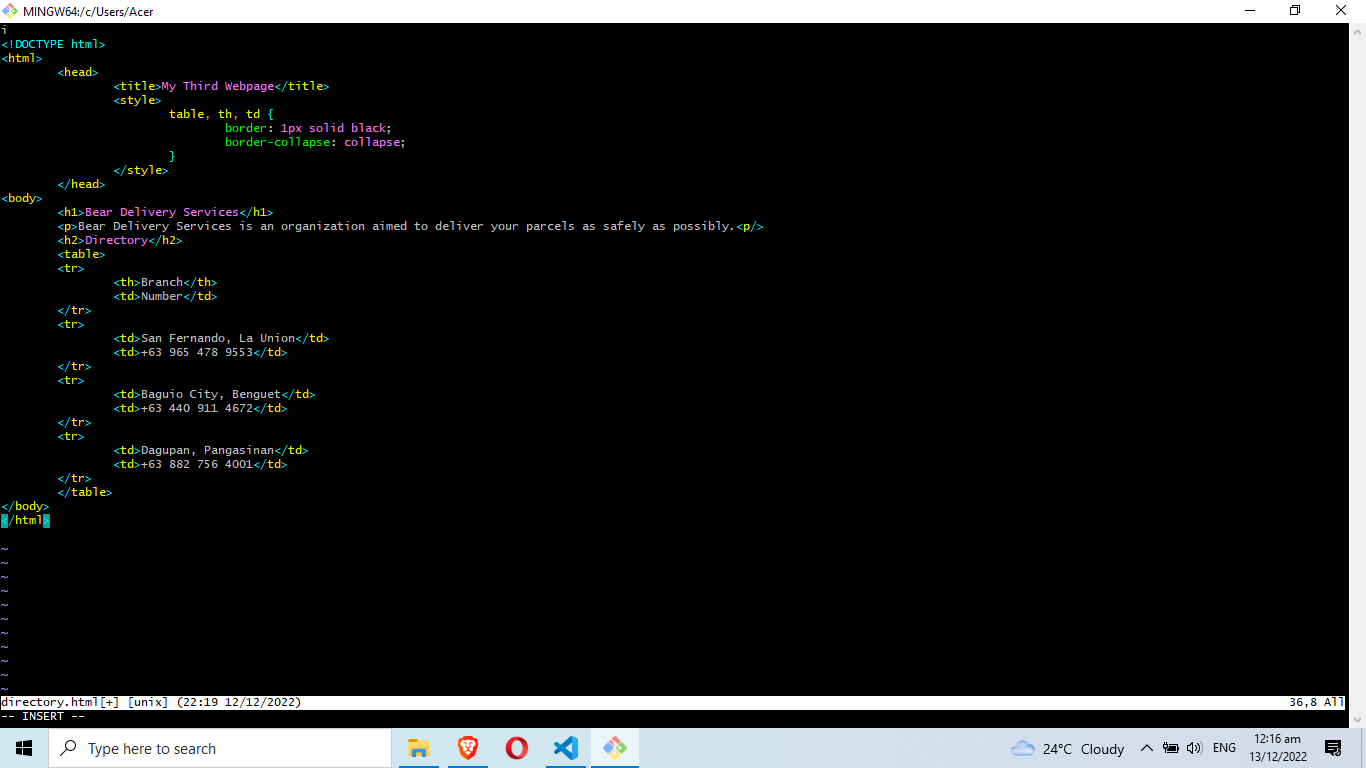 MINGW64:/c/Users/Acer
i
<!DOCTYPE html>
<html>
        <head>
                <title>My Third Webpage</title>
                <style>
                        table, th, td {
                                border: 1px solid black;
                                border-collapse: collapse;
                        }
                </style>
        </head>
<body>
        <h1>Bear Delivery Services</h1>
        <p>Bear Delivery Services is an organization aimed to deliver your parcels as safely as possibly.<p/>
        <h2>Directory</h2>
        <table>
        <tr>
                <th>Branch</th>
                <td>Number</td>
        </tr>
        <tr>
                <td>San Fernando, La Union</td>
                <td>+63 965 478 9553</td>
        </tr>
        <tr>
                <td>Baguio City, Benguet</td>
                <td>+63 440 911 4672</td>
        </tr>
        <tr>
                <td>Dagupan, Pangasinan</td>
                <td>+63 882 756 4001</td>
        </tr>
        </table>
</body>
</html>
~
~
~
~
~
~
~
~
~
~
~
directory.html[+] [unix] (22:19 12/12/2022) 36,8 All
-- INSERT --
Type here to search
24°C Cloudy
ENG
12:16 am
13/12/2022